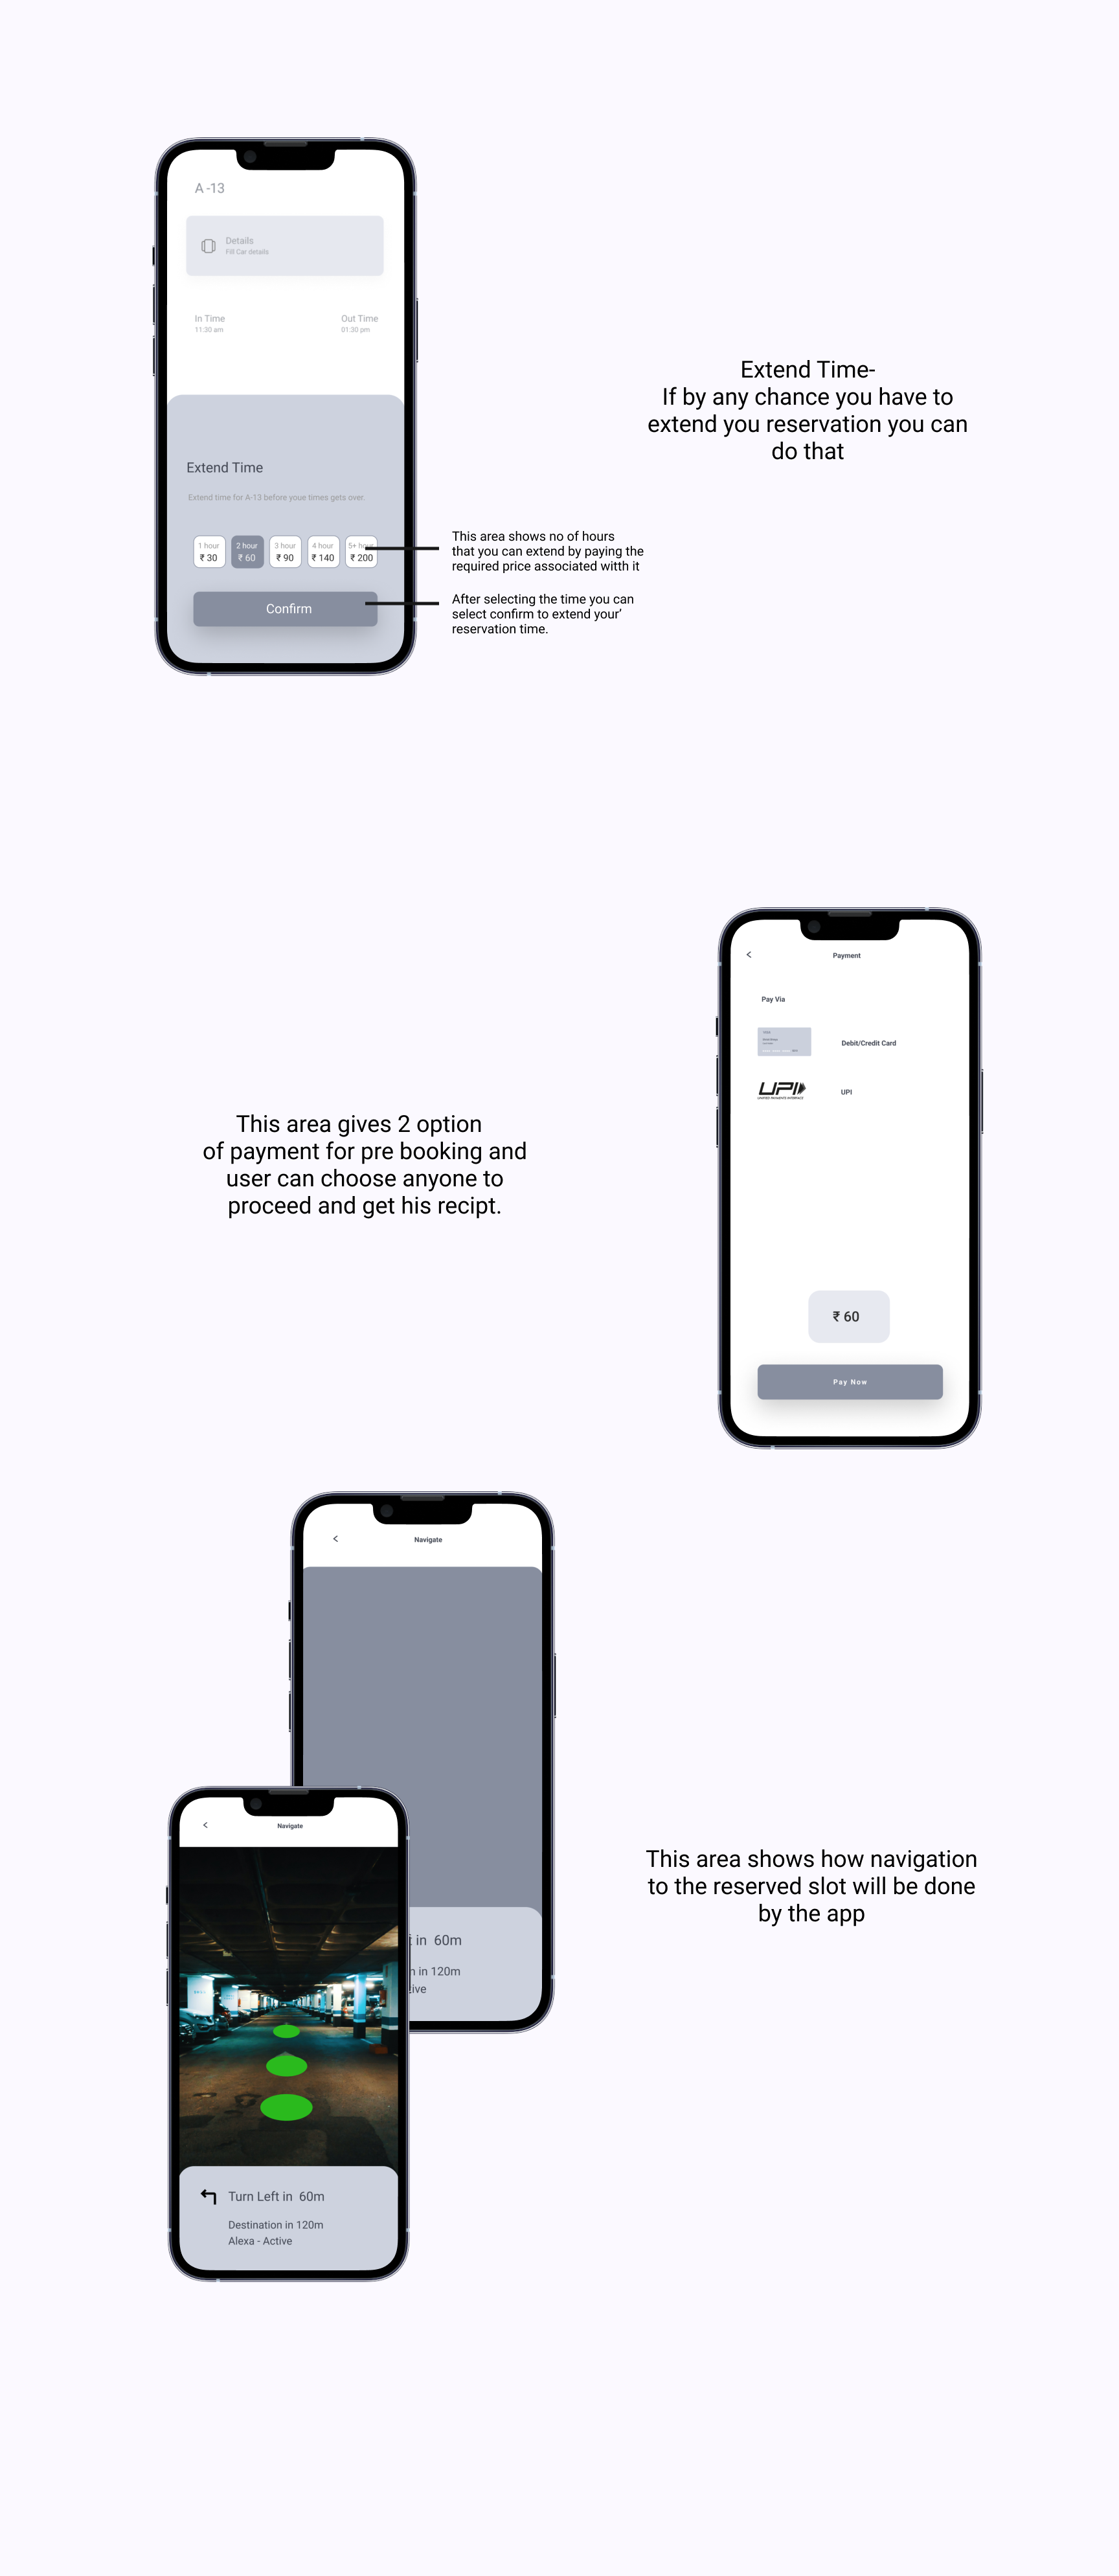 A -13
Details
Fill Car details
In Time
Out Time
11:30 am
01:30 pm
Extend Time-
If by any chance you have to
extend you reservation you can
do that
Extend Time
Extend time for A-13 before youe times gets over.
1 hour
₹ 30
2 hour
₹ 60
3 hour
₹ 90
4 hour
₹ 140
5+ hour
₹ 200
This area shows no of hours
that you can extend by paying the
required price associated witth it
Confirm
After selecting the time you can
select confirm to extend your’
reservation time.
<
Payment
Pay Via
Debit/Credit Card
UPI
UNIFIED PAYMENTS INTERFACE
UPI
This area gives 2 option
of payment for pre booking and
user can choose anyone to
proceed and get his recipt.
₹ 60
Pay Now
<
Navigate
in 60m
in 120m
<
Navigate
This area shows how navigation
to the reserved slot will be done
by the app
Turn Left in 60m
Destination in 120m
Alexa - Active